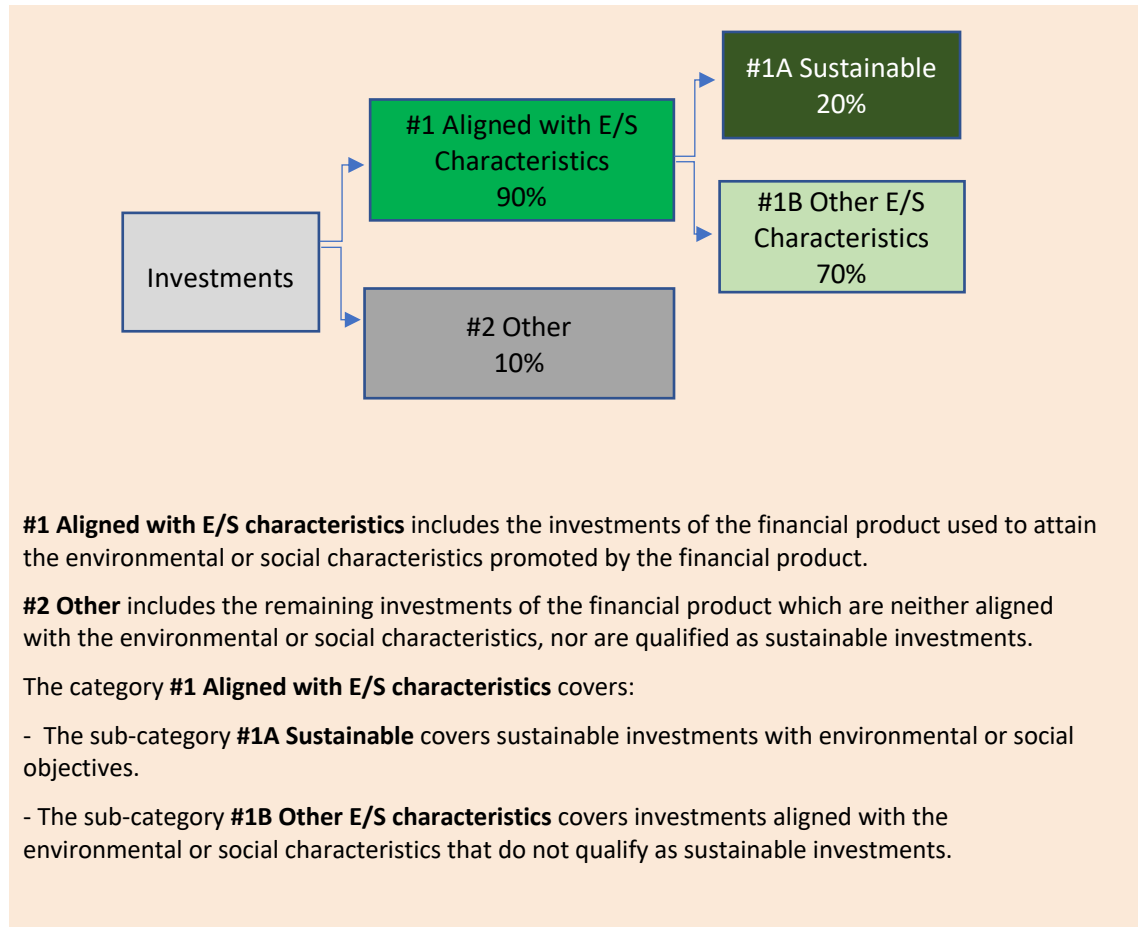 #1A Sustainable
20%
#1 Aligned with E/S
Characteristics
90%
#1B Other E/S
Characteristics
70%
Investments
#2 Other
10%
#1 Aligned with E/S characteristics includes the investments of the financial product used to attain
the environmental or social characteristics promoted by the financial product.
#2 Other includes the remaining investments of the financial product which are neither aligned
with the environmental or social characteristics, nor are qualified as sustainable investments.
The category #1 Aligned with E/S characteristics covers:
- The sub-category #1A Sustainable covers sustainable investments with environmental or social
objectives.
- The sub-category #1B Other E/S characteristics covers investments aligned with the
environmental or social characteristics that do not qualify as sustainable investments.